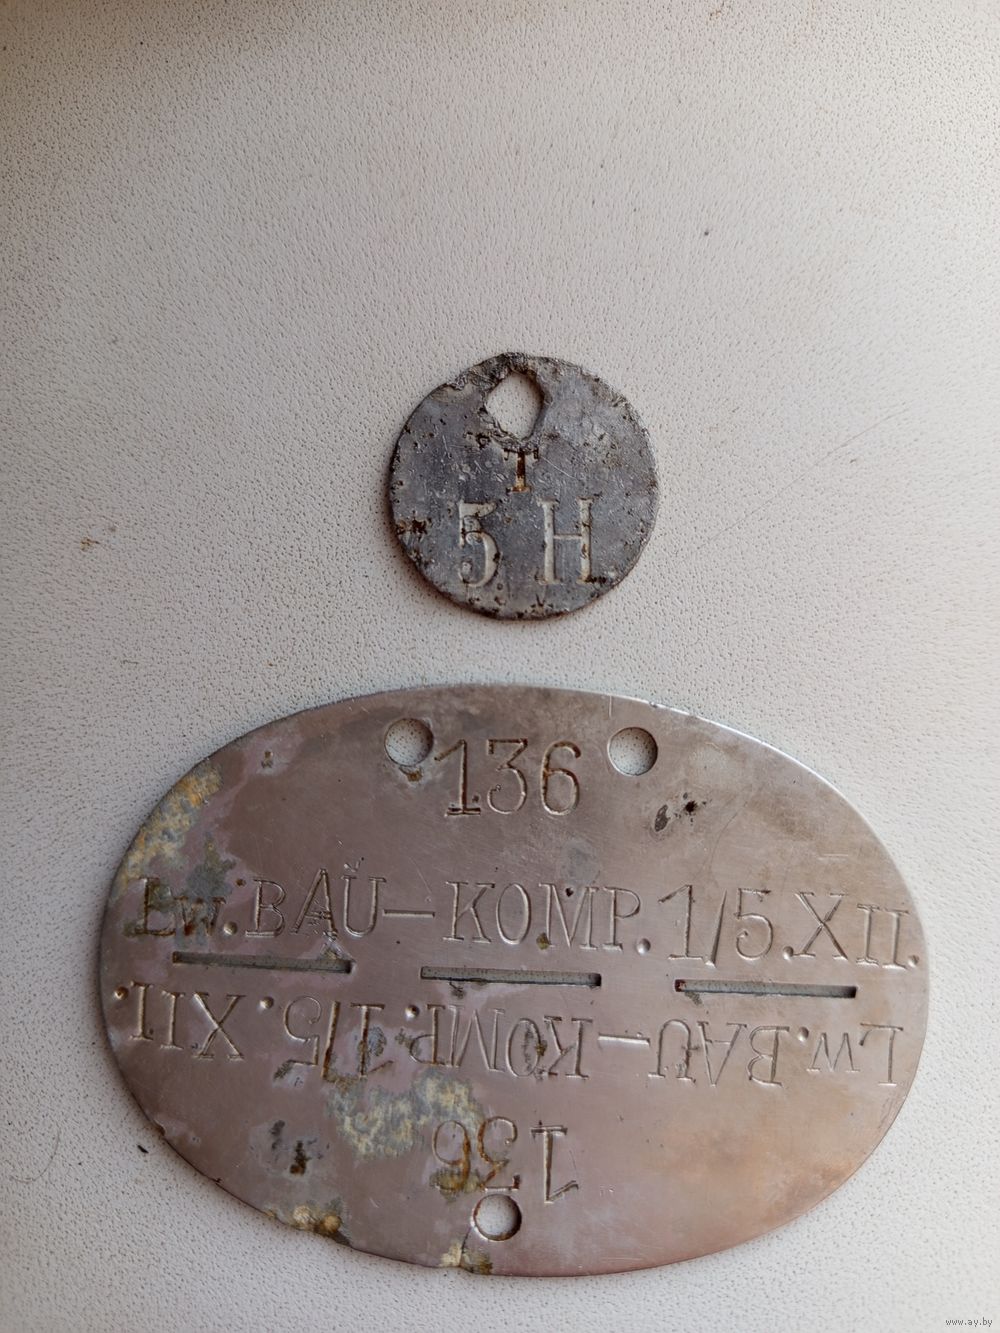 T
5 H
136
Lw. BAU – KOMP. 1/5. XII.
Lw. BAU – KOMP. 1/5. XII.
136
www.ay.by